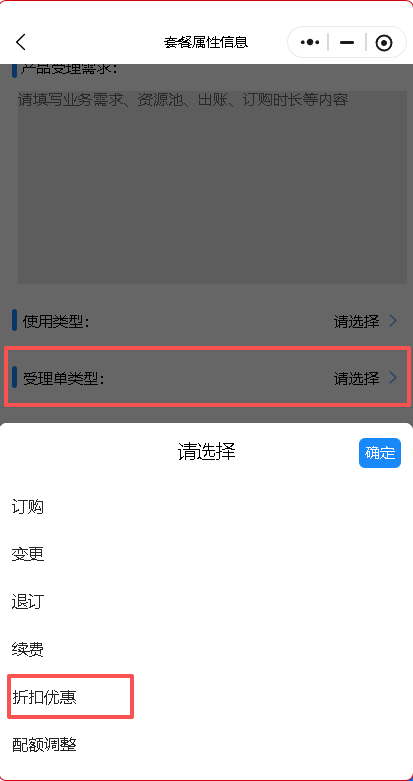 套餐属性信息
产品受理需求:
请填写业务需求、资源池、出账、订购时长等内容
使用类型: 请选择
受理单类型: 请选择
请选择 确定
订购
变更
退订
续费
折扣优惠
配额调整